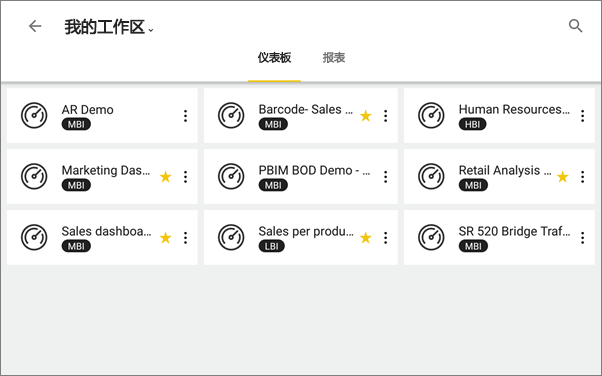 我的工作区
仪表板 报表
AR Demo
MBI
Barcode- Sales ...
MBI
Human Resources...
HBI
Marketing Das...
MBI
PBIM BOD Demo - ...
MBI
Retail Analysis ...
MBI
Sales dashboa...
MBI
Sales per produ...
LBI
SR 520 Bridge Traf...
MBI